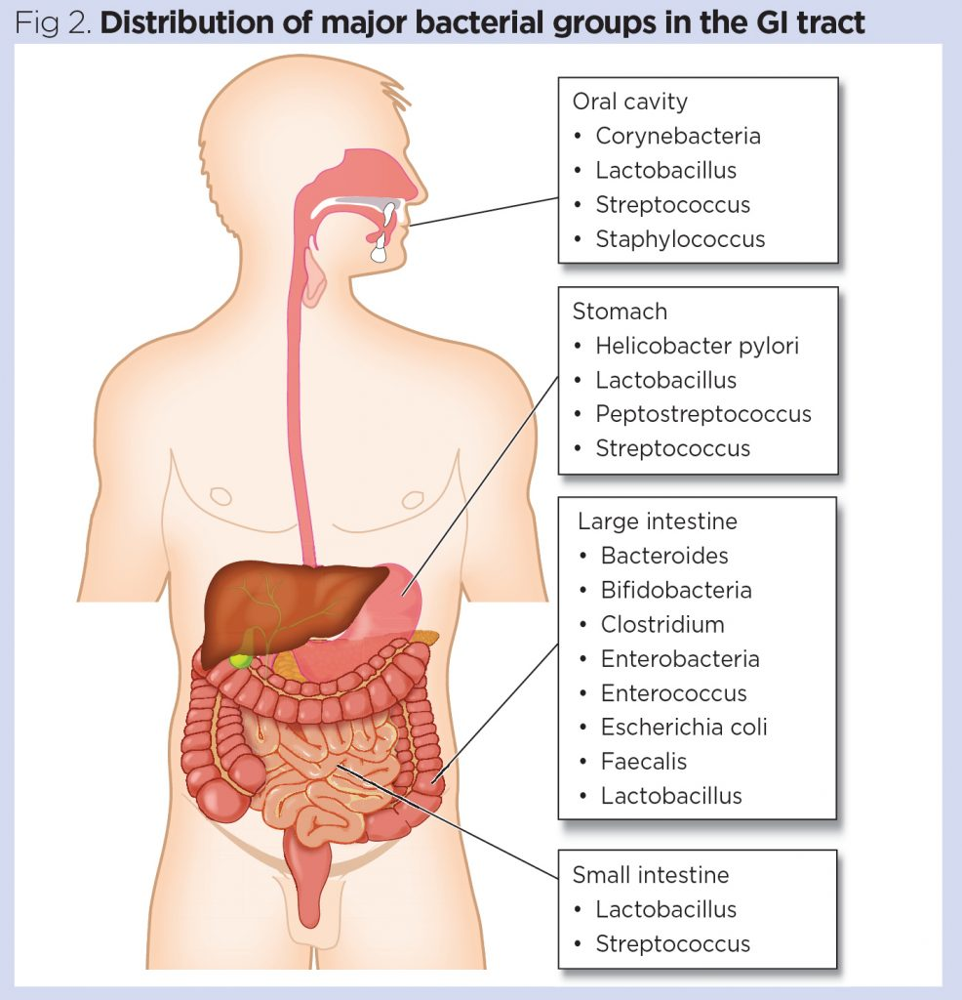 Fig 2. Distribution of major bacterial groups in the GI tract
Oral cavity
• Corynebacteria
• Lactobacillus
• Streptococcus
• Staphylococcus
Stomach
• Helicobacter pylori
• Lactobacillus
• Peptostreptococcus
• Streptococcus
Large intestine
• Bacteroides
• Bifidobacteria
• Clostridium
• Enterobacteria
• Enterococcus
• Escherichia coli
• Faecalis
• Lactobacillus
Small intestine
• Lactobacillus
• Streptococcus